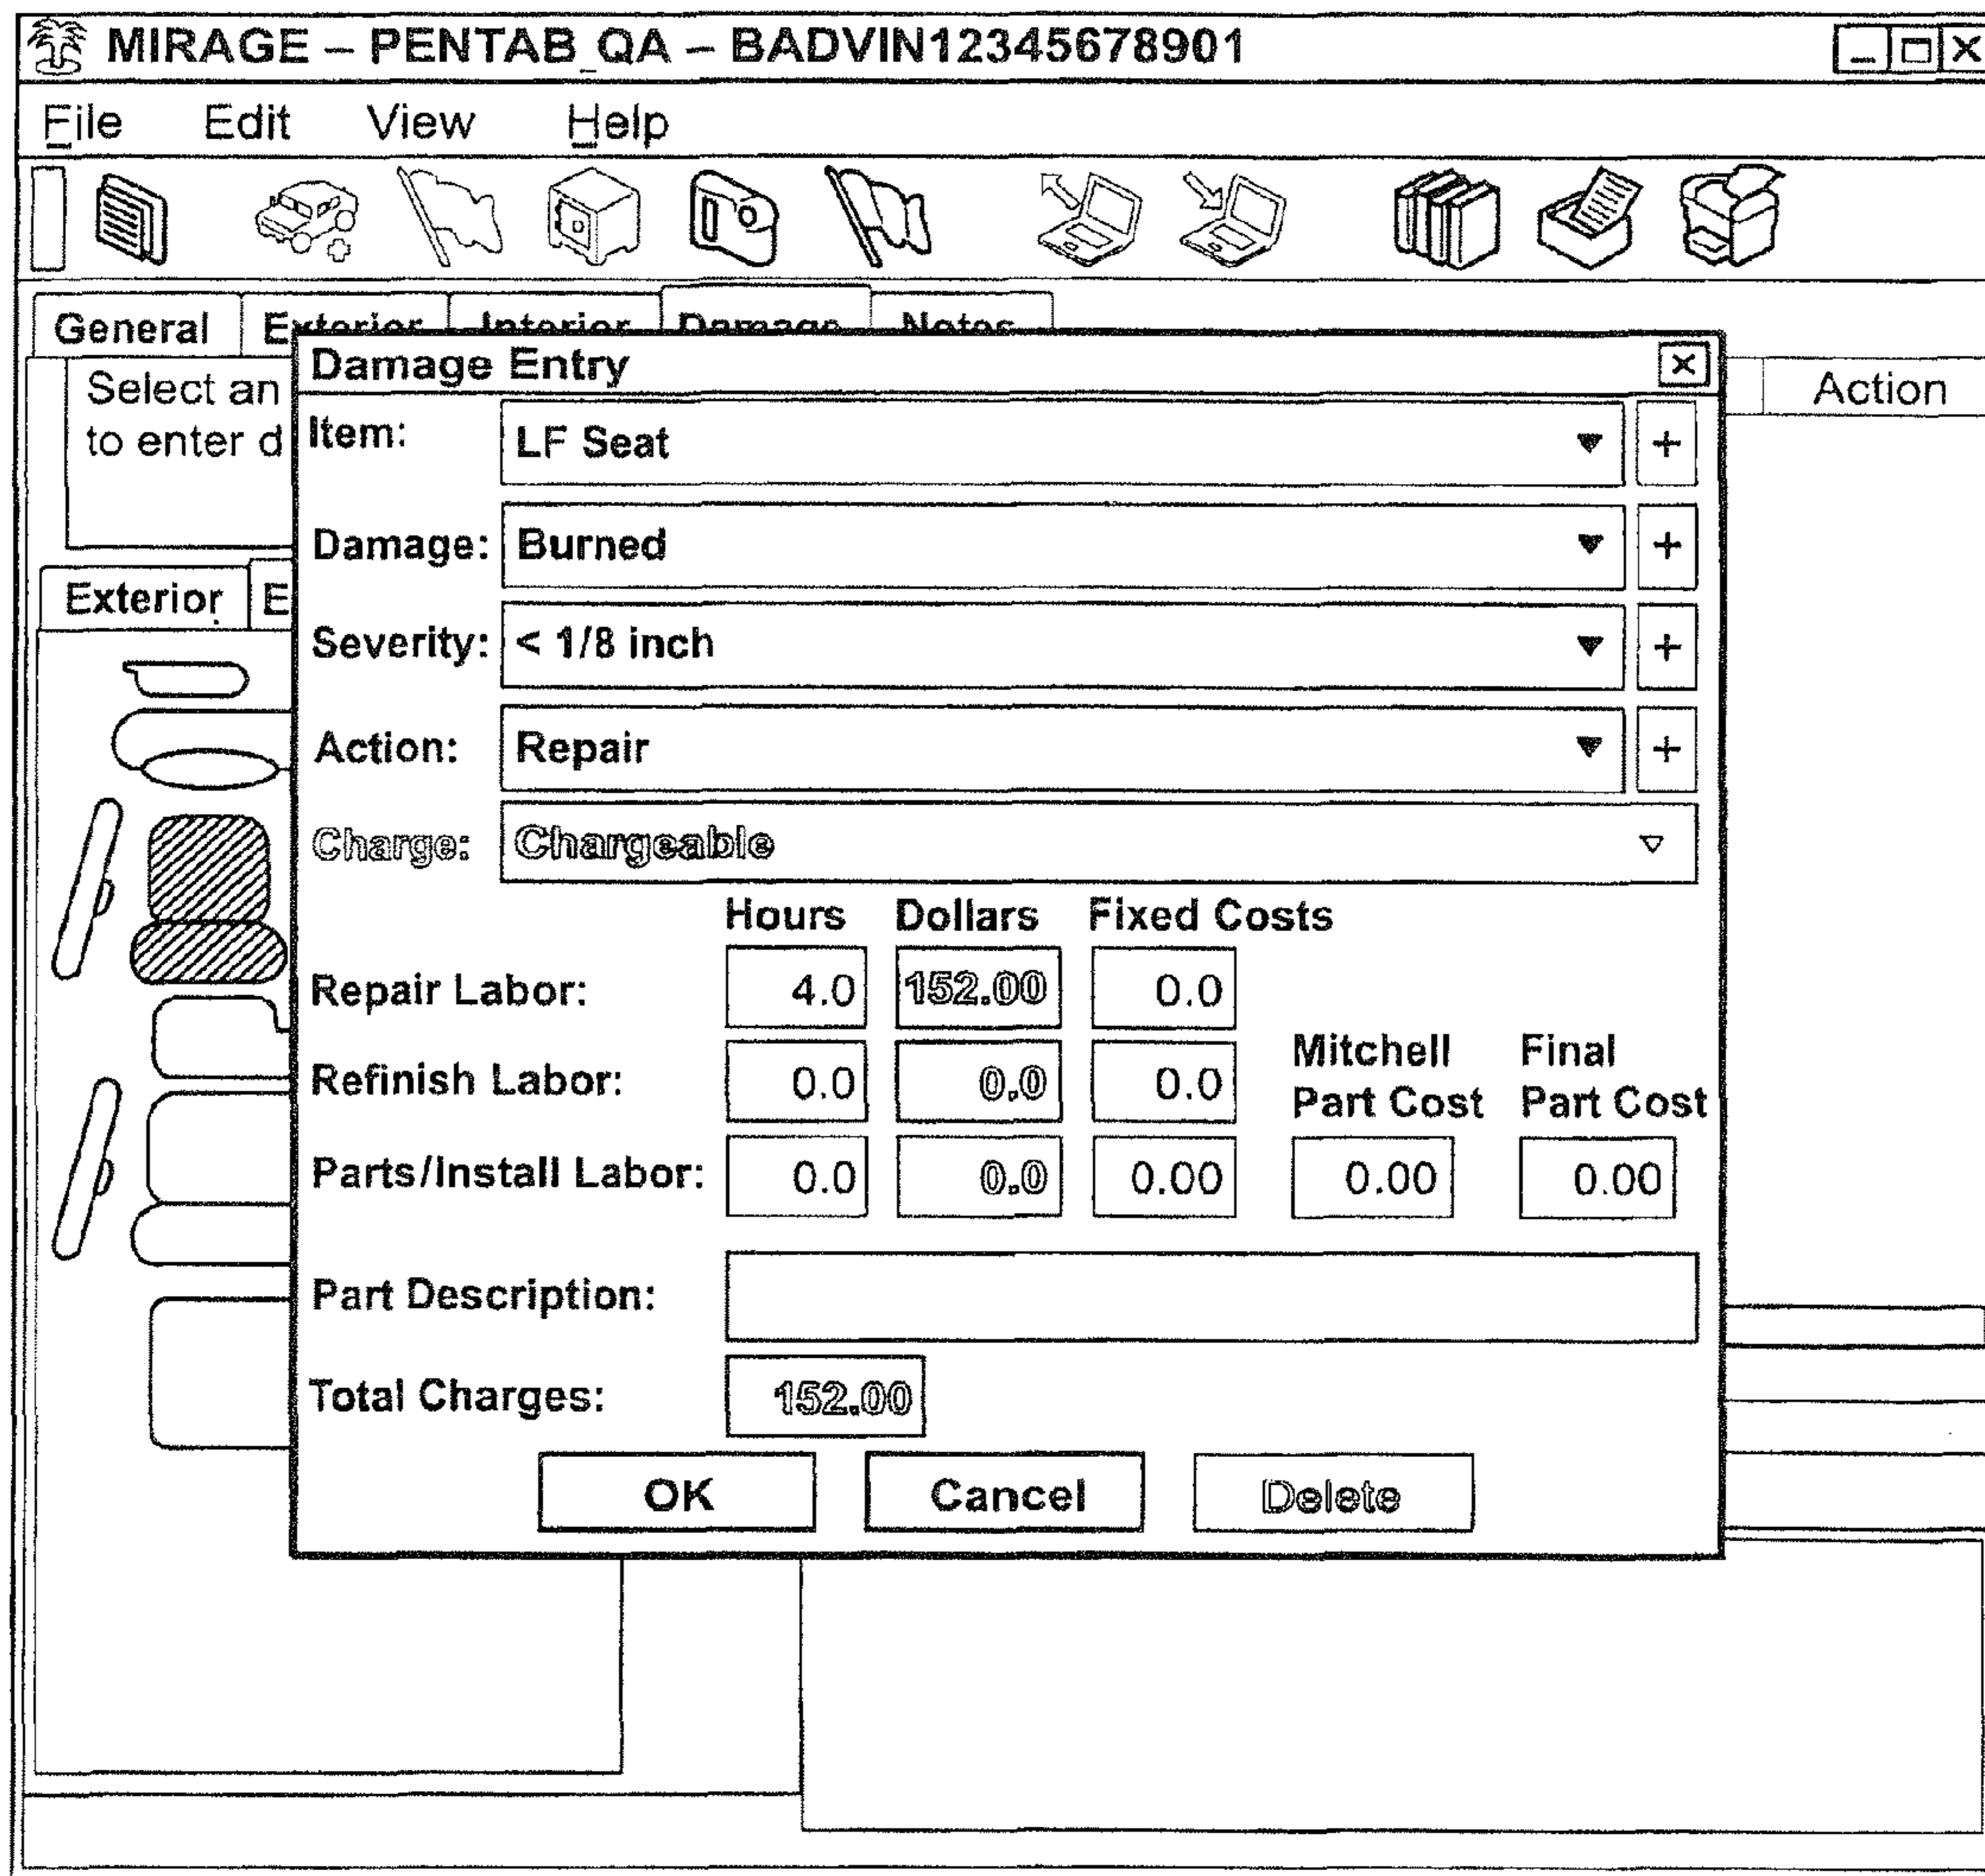 MIRAGE – PENTAB_QA – BADVIN12345678901
File Edit View Help
General Exterior Interior Damage Notes
Damage Entry
Select an
to enter d
Action
Item: LF Seat +
Damage: Burned +
Exterior E
Severity: < 1/8 inch +
Action: Repair +
Charge: Chargeable
Hours Dollars Fixed Costs
Repair Labor: 4.0 152.00 0.0
Mitchell Final
Part Cost Part Cost
Refinish Labor: 0.0 0.0 0.0
Parts/Install Labor: 0.0 0.0 0.00 0.00 0.00
Part Description:
Total Charges: 152.00
OK Cancel Delete